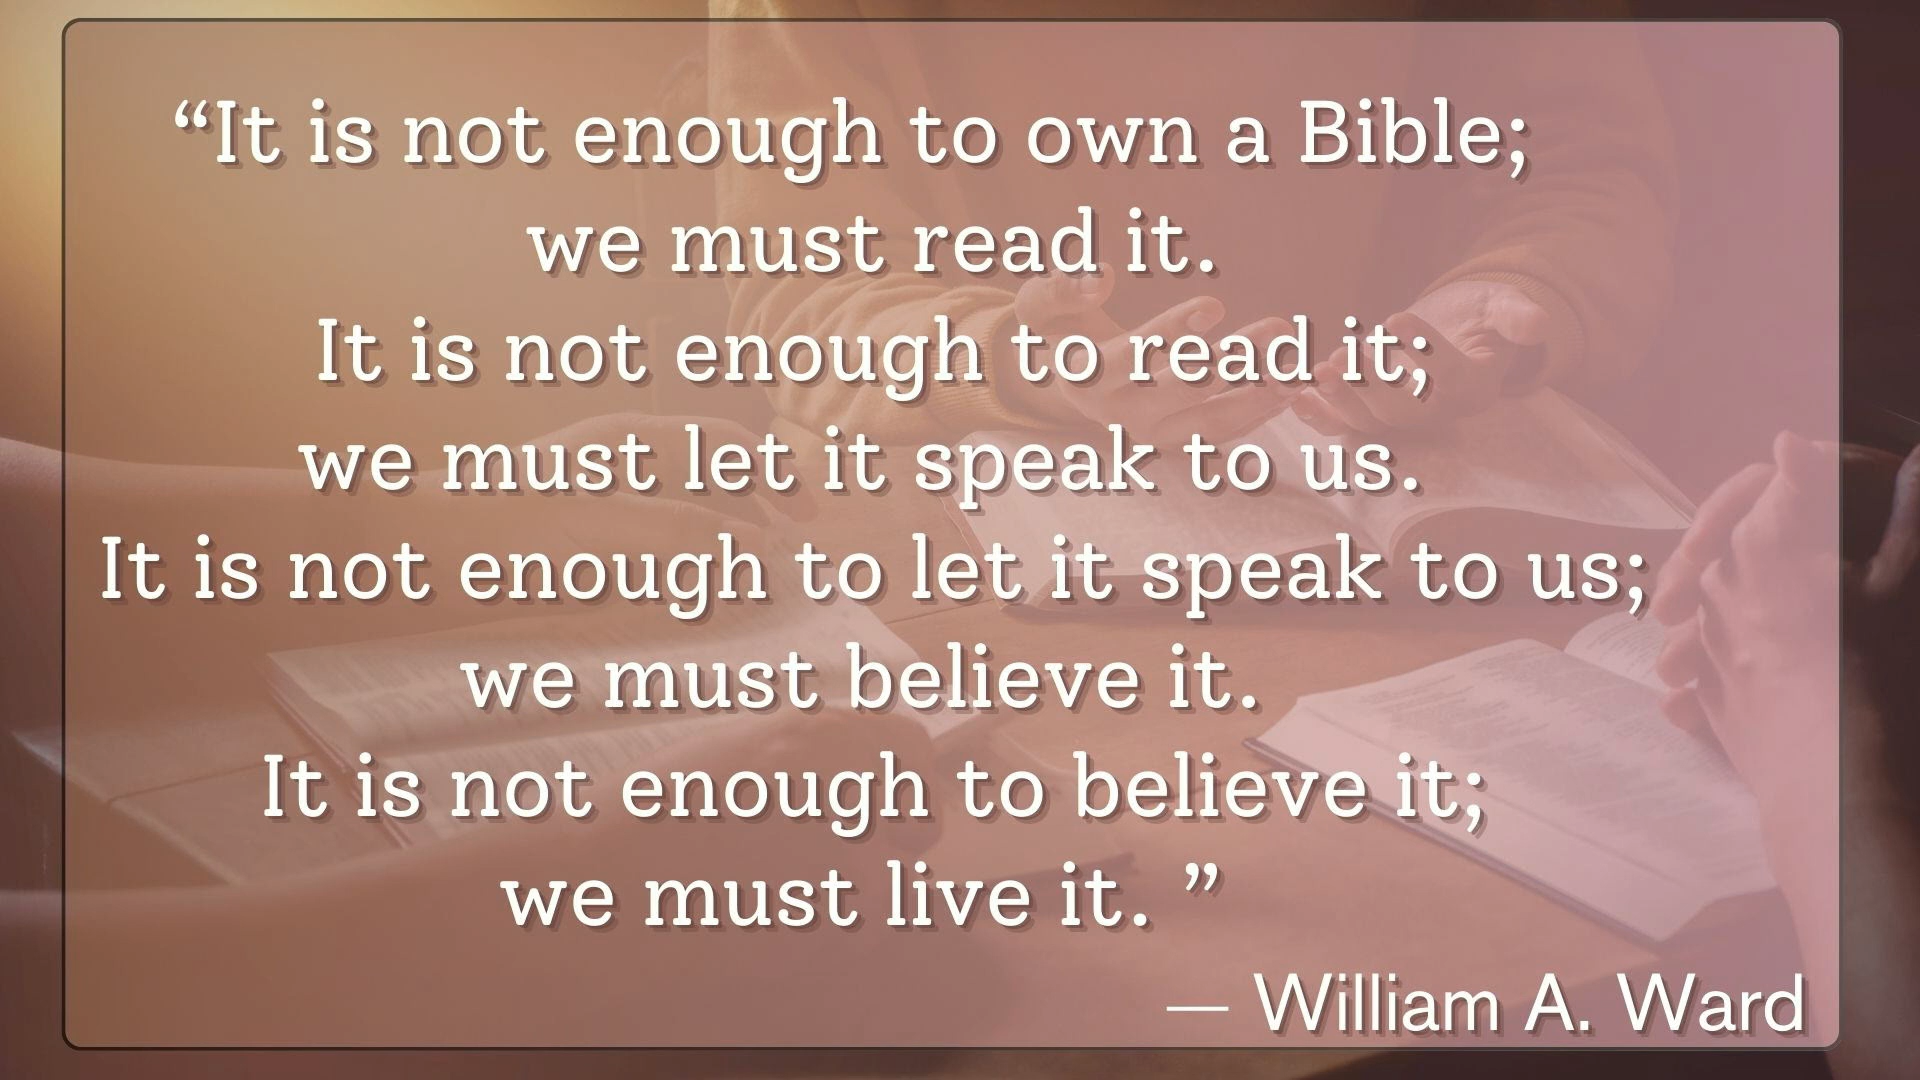 “It is not enough to own a Bible;
we must read it.
It is not enough to read it;
we must let it speak to us.
It is not enough to let it speak to us;
we must believe it.
It is not enough to believe it;
we must live it. ”
— William A. Ward